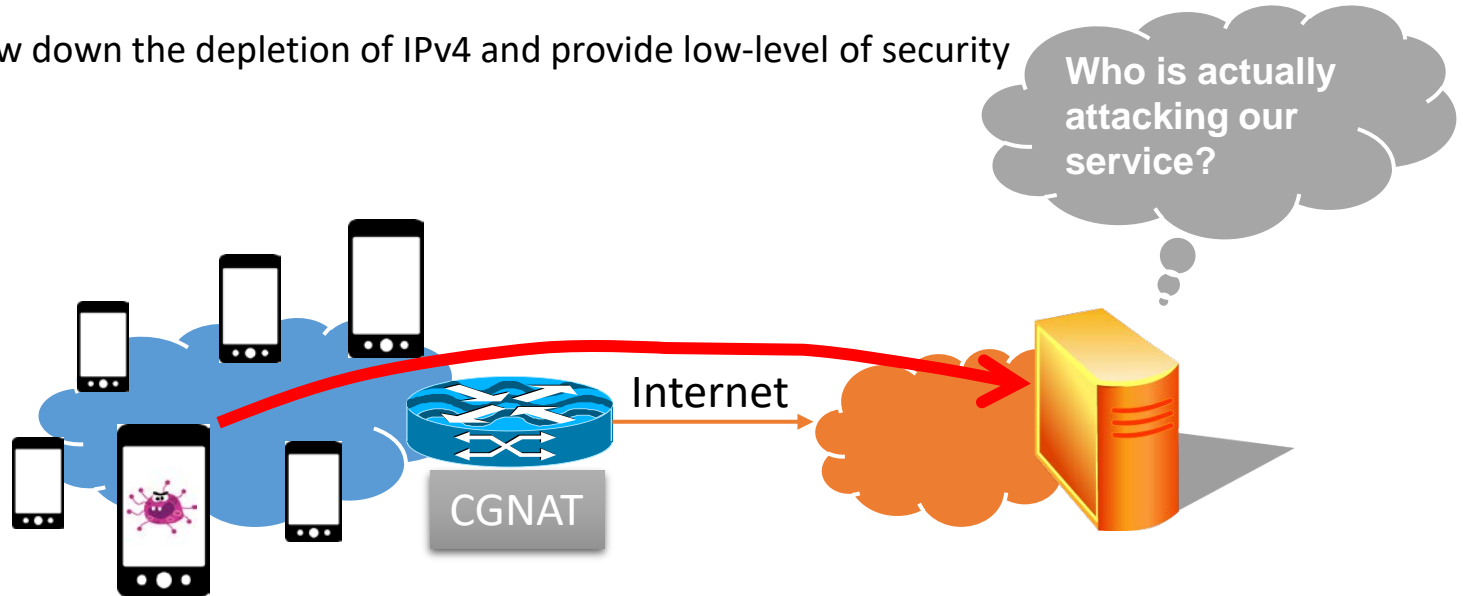 w down the depletion of IPv4 and provide low-level of security
Who is actually
attacking our
service?
Internet
CGNAT